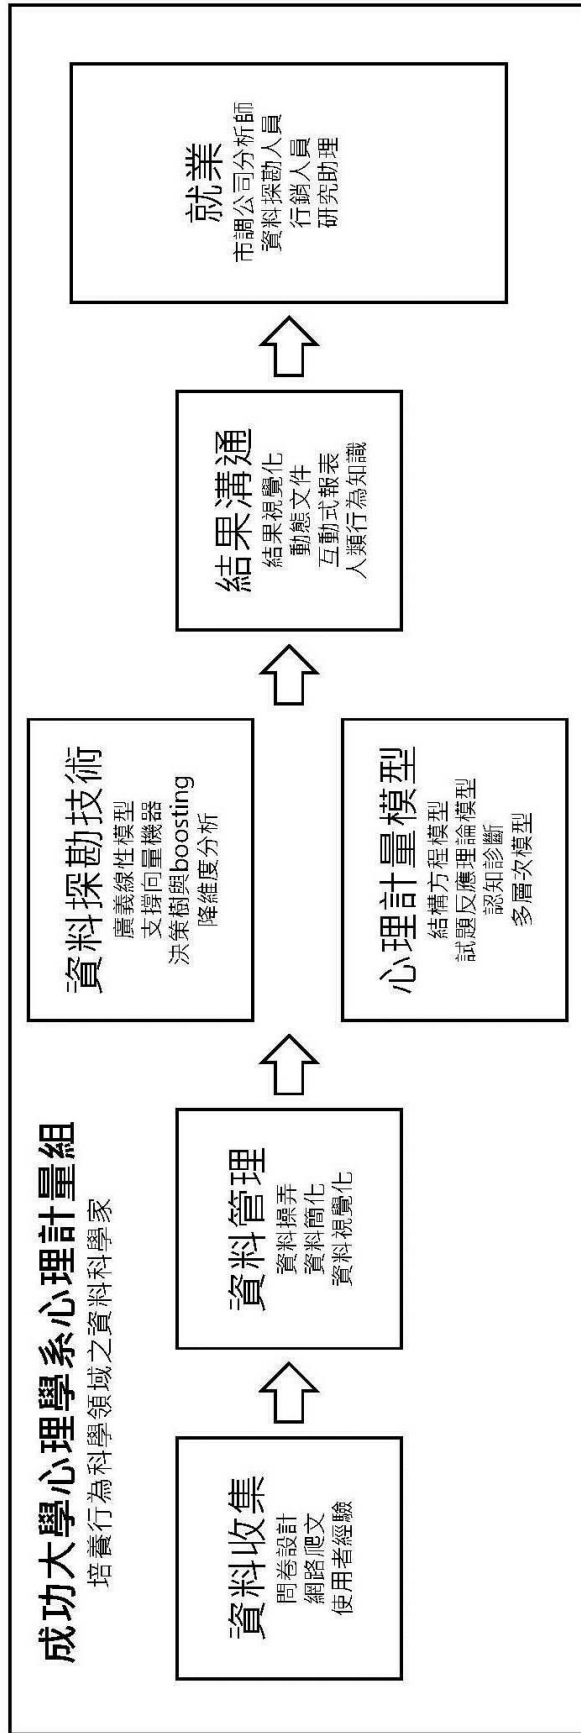 成功大學心理學系心理計量組
培養行為科學領域之資料科學家
資料收集
問卷設計
網路爬文
使用者經驗
資料管理
資料操弄
資料簡化
資料視覺化
資料探勘技術
廣義線性模型
支撐向量機器
決策樹與boosting
降維度分析
心理計量模型
結構方程模型
試題反應理論模型
認知診斷
多層次模型
結果溝通
結果視覺化
動態文件
互動式報表
人類行為知識
就業
市調公司分析師
資料探勘人員
行銷人員
研究助理